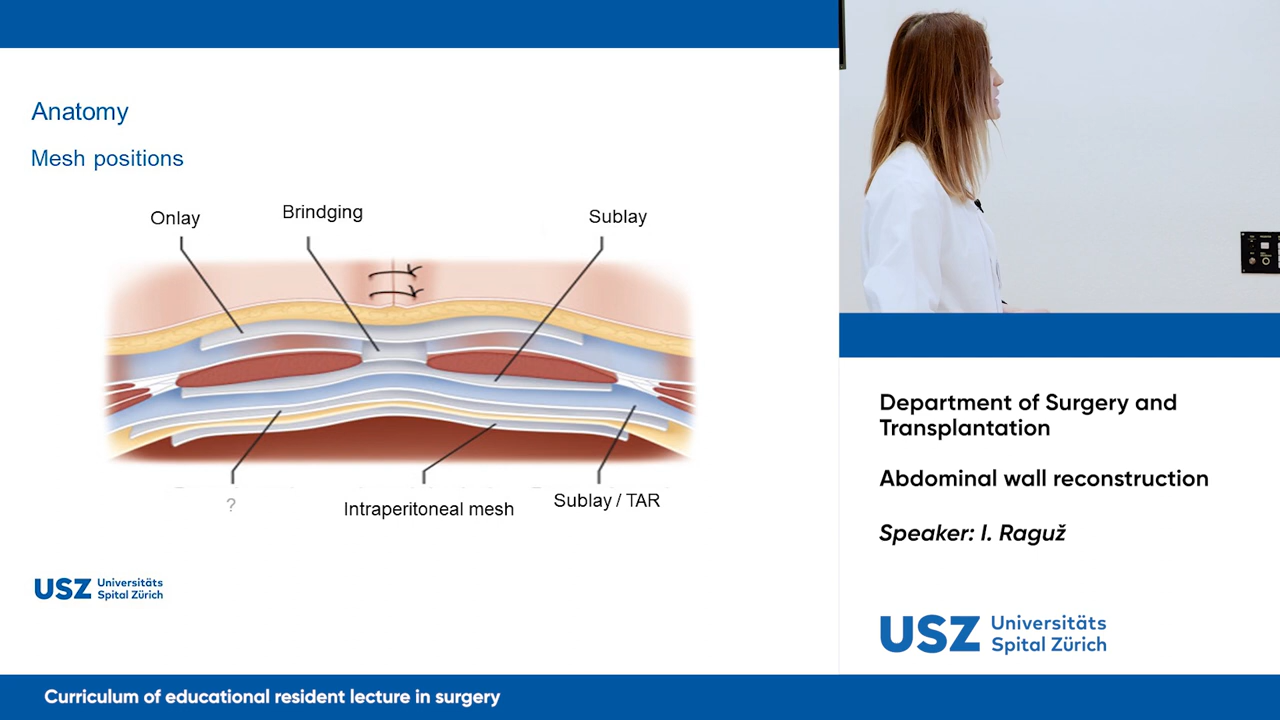 Anatomy
Mesh positions
Onlay
Brindging
Sublay
?
Intraperitoneal mesh
Sublay / TAR
USZ Universitäts
Spital Zürich
Department of Surgery and
Transplantation
Abdominal wall reconstruction
Speaker: I. Raguž
USZ Universitäts
Spital Zürich
Curriculum of educational resident lecture in surgery